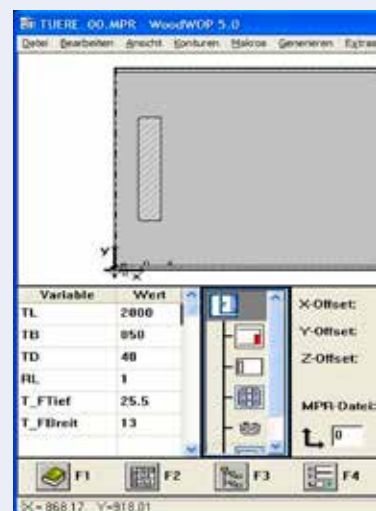 TUERE_00.MPR WoodWOP 5.0
Datei Bearbeiten Ansicht Konturen Makros Generieren Extras
Y
X
Variable Wert
TL 2000
TB 850
TD 40
RL 1
T_FTief 25.5
T_FBreit 13
X-Offset:
Y-Offset:
Z-Offset:
MPR-Datei:
0
F1 F2 F3 F4
X=868.17 Y=918.01